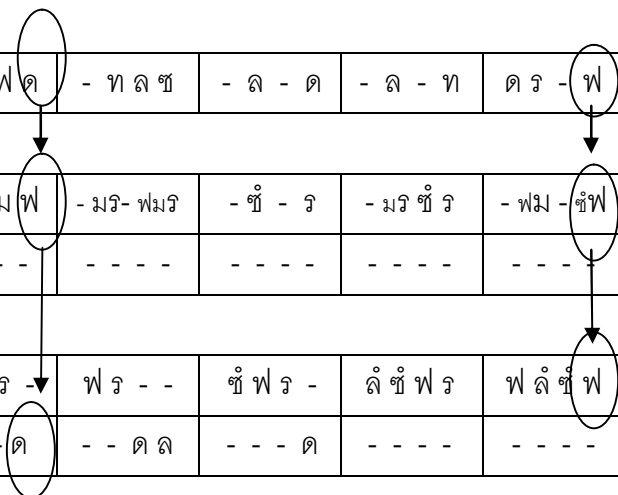 ฟ ด - ท ล ซ - ล - ด - ล - ท ด ร - ฟ
ม ฟ - มร- ฟมร - ซํ - ร - มร ซํ ร - ฟม - ซํฟ
- - - - - - - - - - - - - - - - - -
ร - ฟ ร - - ซํ ฟ ร - ลํ ซํ ฟ ร ฟ ลํ ซํ ฟ
- ด - - ด ล - - - ด - - - - - - - -